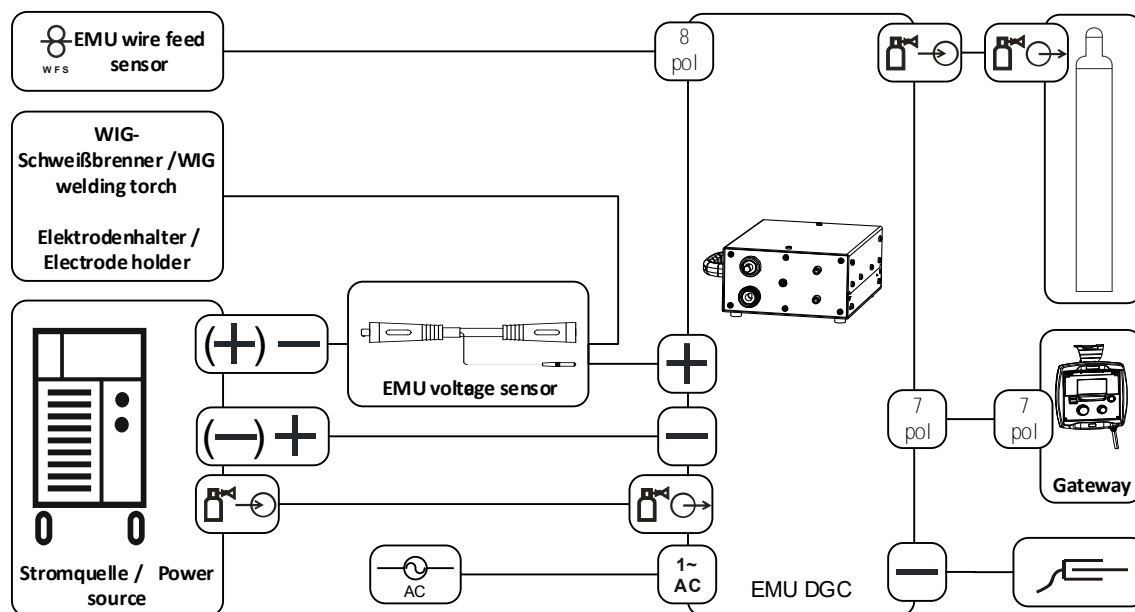 EMU wire feed
sensor
WFS
8
pol
WIG-
Schweißbrenner /WIG
welding torch
Elektrodenhalter /
Electrode holder
(+) −
EMU voltage sensor
+
(−) +
−
7
pol
7
pol
Gateway
Stromquelle / Power
source
AC
1~
AC
EMU DGC
−